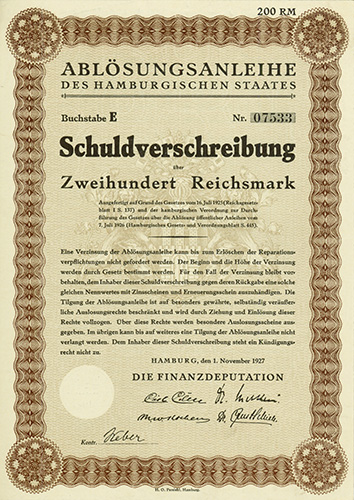 200 RM
ABLÖSUNGSANLEIHE
DES HAMBURGISCHEN STAATES
Buchstabe E Nr. 07533
Schuldverschreibung
über
Zweihundert Reichsmark
Ausgefertigt auf Grund des Gesetzes vom 16. Juli 1925 (Reichsgesetz-
blatt I S. 137) und der hamburgischen Verordnung zur Durch-
führung des Gesetzes über die Ablösung öffentlicher Anleihen vom
7. Juli 1926 (Hamburgisches Gesetz- und Verordnungsblatt S. 445).
Eine Verzinsung der Ablösungsanleihe kann bis zum Erlöschen der Reparations-
verpflichtungen nicht gefordert werden. Der Beginn und die Höhe der Verzinsung
werden durch Gesetz bestimmt werden. Für den Fall der Verzinsung bleibt vor-
behalten, dem Inhaber dieser Schuldverschreibung gegen deren Rückgabe eine solche
gleichen Nennwertes mit Zinsscheinen und Erneuerungsschein auszuhändigen. Die
Tilgung der Ablösungsanleihe ist auf besonders gewährte, selbständig veräußer-
liche Auslosungsrechte beschränkt und wird durch Ziehung und Einlösung dieser
Rechte vollzogen. Über diese Rechte werden besondere Auslosungsscheine aus-
gegeben. Im übrigen kann bis auf weiteres eine Tilgung der Ablösungsanleihe nicht
verlangt werden. Dem Inhaber dieser Schuldverschreibung steht ein Kündigungs-
recht nicht zu.
HAMBURG, den 1. November 1927
DIE FINANZDEPUTATION
Kontr. Keber
H. O. Persiehl, Hamburg.